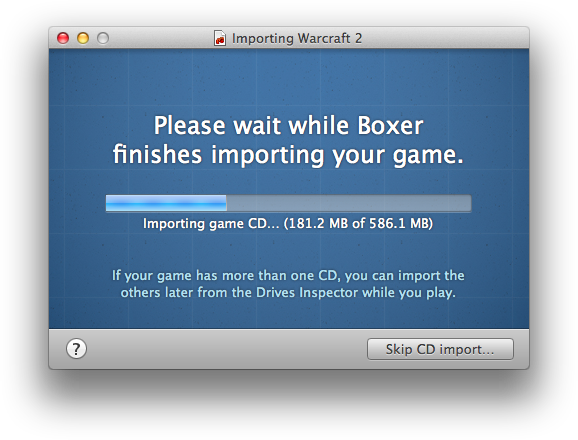 Importing Warcraft 2
Please wait while Boxer
finishes importing your game.
Importing game CD... (181.2 MB of 586.1 MB)
If your game has more than one CD, you can import the
others later from the Drives Inspector while you play.
?
Skip CD import...